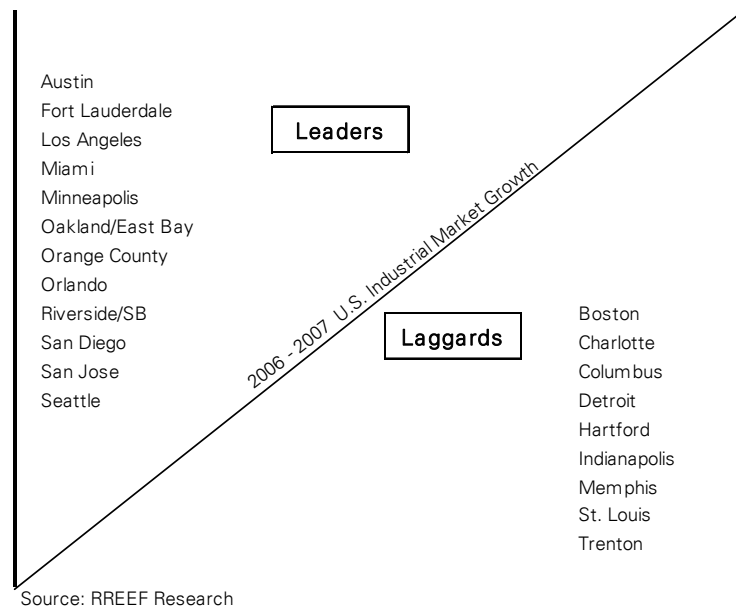 Austin
Fort Lauderdale
Los Angeles
Miami
Minneapolis
Oakland/East Bay
Orange County
Orlando
Riverside/SB
San Diego
San Jose
Seattle
Leaders
2006 - 2007 U.S. Industrial Market Growth
Laggards
Boston
Charlotte
Columbus
Detroit
Hartford
Indianapolis
Memphis
St. Louis
Trenton
Source: RREEF Research